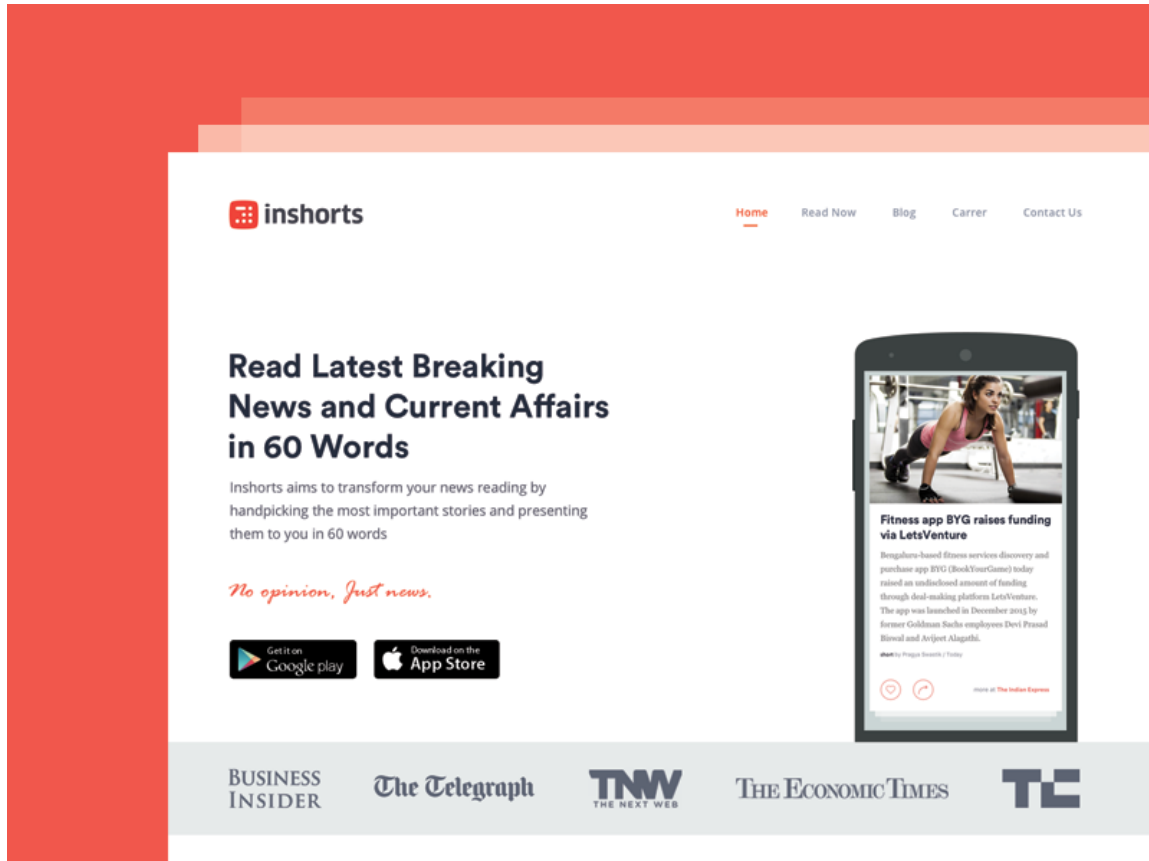 inshorts
Home Read Now Blog Carrer Contact Us
Read Latest Breaking
News and Current Affairs
in 60 Words
Inshorts aims to transform your news reading by
handpicking the most important stories and presenting
them to you in 60 words
No opinion, Just news.
Get it on
Google play
Download on the
App Store
Fitness app BYG raises funding
via LetsVenture
Bengaluru-based fitness services discovery and
purchase app BYG (BookYourGame) today
raised an undisclosed amount of funding
through deal-making platform LetsVenture.
The app was launched in December 2015 by
former Goldman Sachs employees Devi Prasad
Biswal and Avijeet Alagathi.
short by Pragya Swastik / Today
more at The Indian Express
BUSINESS
INSIDER
The Telegraph
TNW
THE NEXT WEB
THE ECONOMIC TIMES
TC